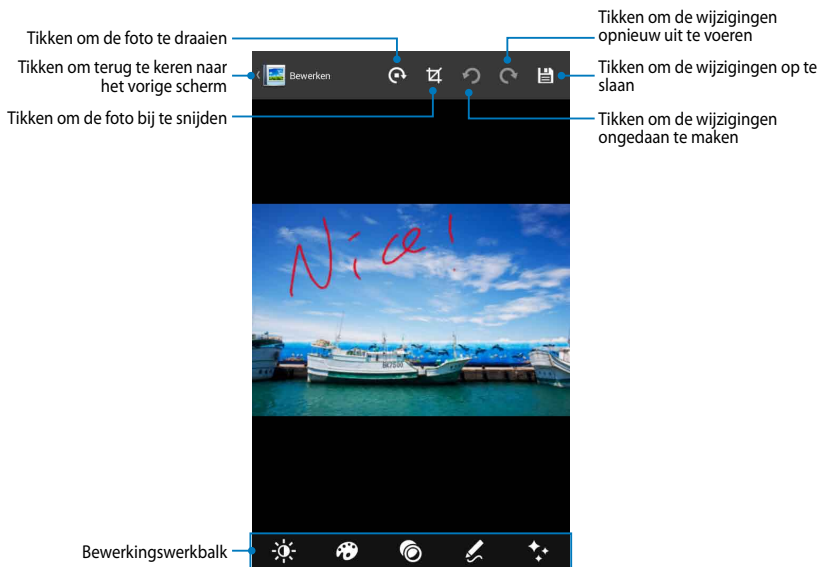 Tikken om de foto te draaien
Tikken om terug te keren naar
het vorige scherm
Tikken om de foto bij te snijden
Tikken om de wijzigingen
opnieuw uit te voeren
Tikken om de wijzigingen op te
slaan
Tikken om de wijzigingen
ongedaan te maken
Bewerken
Nice!
BK7500
Bewerkingswerkbalk